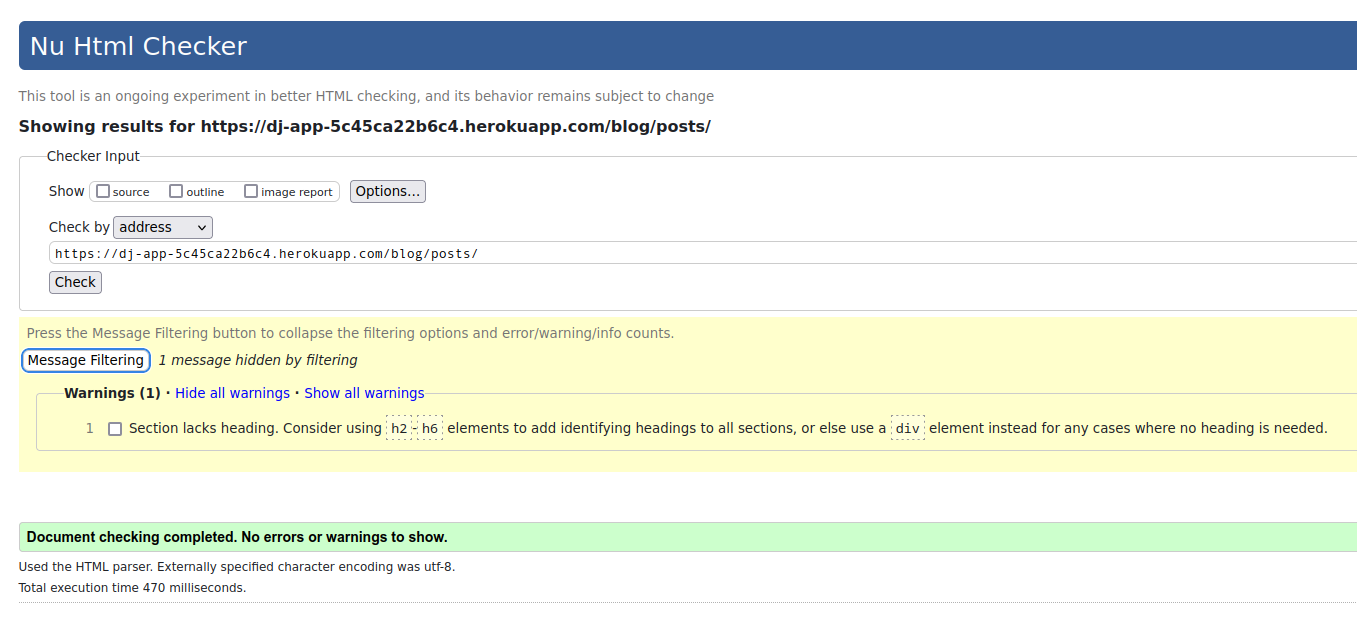 Nu Html Checker
This tool is an ongoing experiment in better HTML checking, and its behavior remains subject to change
Showing results for https://dj-app-5c45ca22b6c4.herokuapp.com/blog/posts/
Checker Input
Show source outline image report Options...
Check by address
https://dj-app-5c45ca22b6c4.herokuapp.com/blog/posts/
Check
Press the Message Filtering button to collapse the filtering options and error/warning/info counts.
Message Filtering 1 message hidden by filtering
Warnings (1) · Hide all warnings · Show all warnings
1 Section lacks heading. Consider using h2-h6 elements to add identifying headings to all sections, or else use a div element instead for any cases where no heading is needed.
Document checking completed. No errors or warnings to show.
Used the HTML parser. Externally specified character encoding was utf-8.
Total execution time 470 milliseconds.